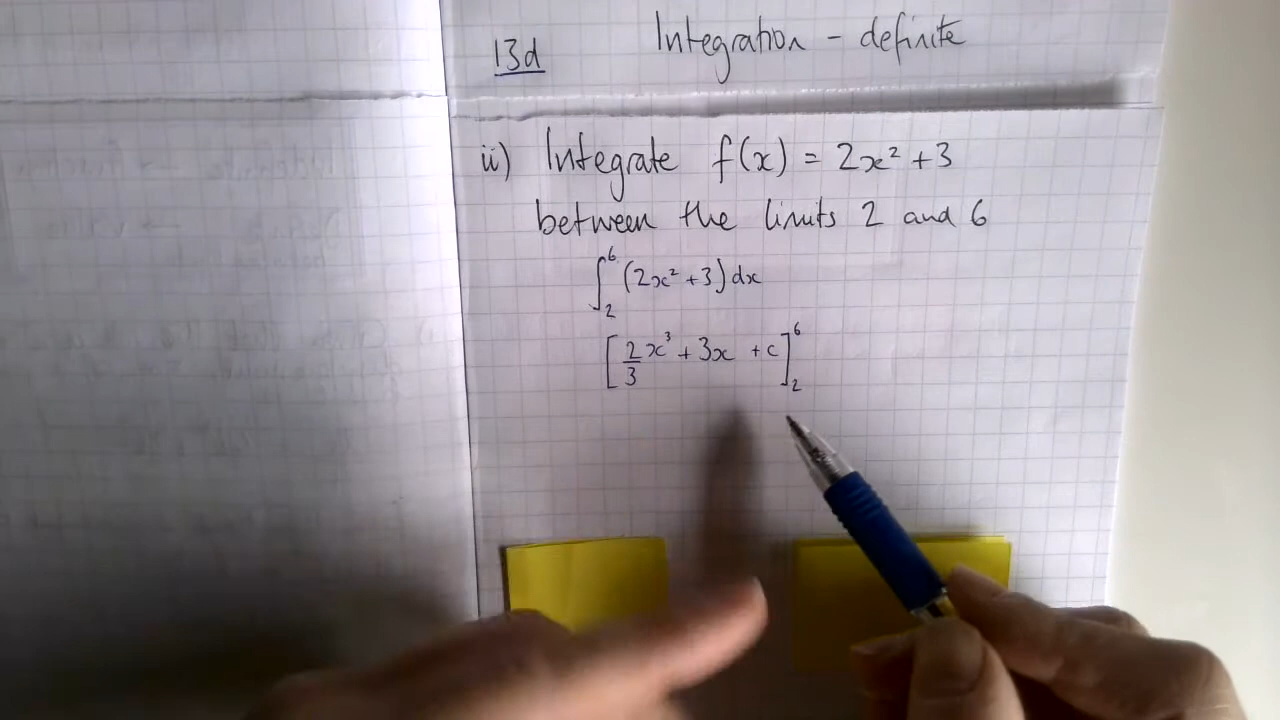 13d Integration - definite
ii) Integrate f(x) = 2x² + 3
between the limits 2 and 6
∫₂⁶ (2x² + 3) dx
[2/3 x³ + 3x + c]₂⁶